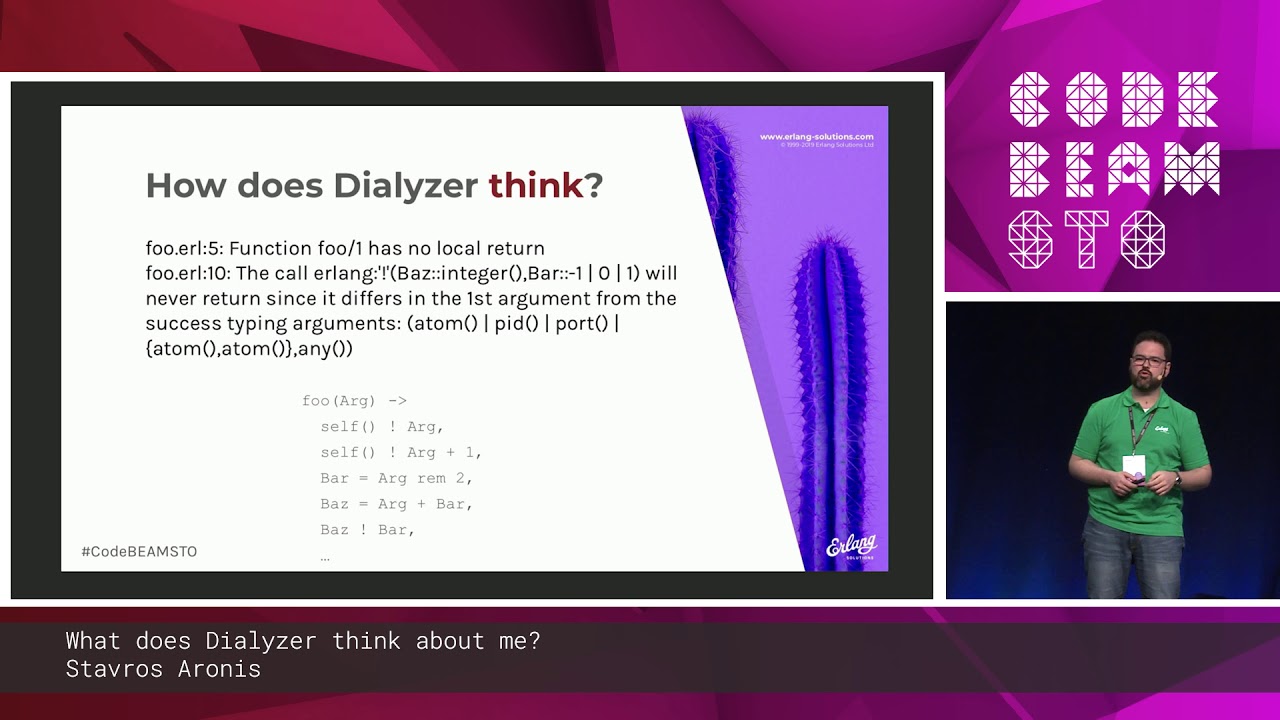 CODE
BEAM
STO
www.erlang-solutions.com
© 1999-2019 Erlang Solutions Ltd
How does Dialyzer think?
foo.erl:5: Function foo/1 has no local return
foo.erl:10: The call erlang:'!'(Baz::integer(),Bar::-1 | 0 | 1) will
never return since it differs in the 1st argument from the
success typing arguments: (atom() | pid() | port() |
{atom(),atom()},any())
foo(Arg) ->
self() ! Arg,
self() ! Arg + 1,
Bar = Arg rem 2,
Baz = Arg + Bar,
Baz ! Bar,
…
#CodeBEAMSTO
Erlang
SOLUTIONS
Erlang
What does Dialyzer think about me?
Stavros Aronis